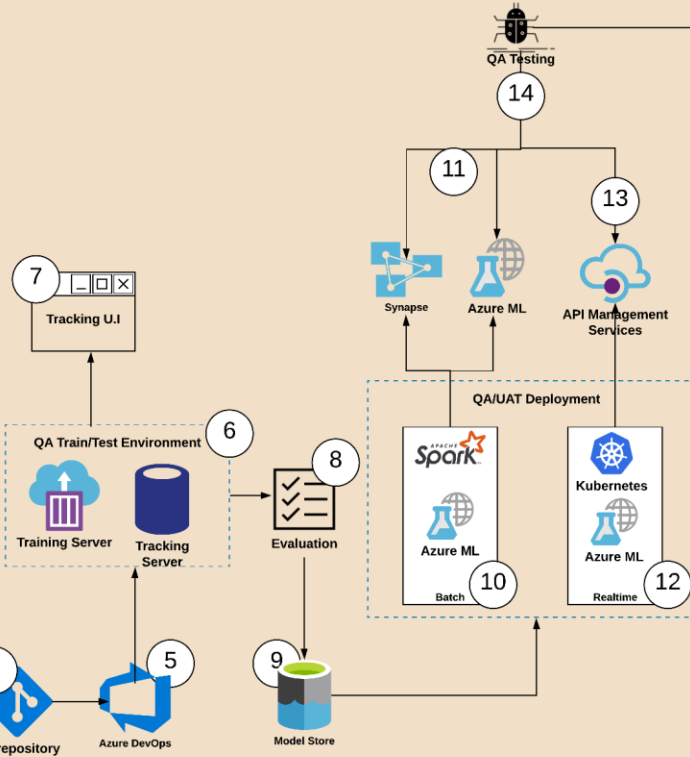 QA Testing
14
11
13
7
Tracking U.I
Synapse
Azure ML
API Management
Services
QA/UAT Deployment
6
QA Train/Test Environment
8
APACHE
Spark
Kubernetes
Training Server
Tracking
Server
Evaluation
Azure ML
Azure ML
10
12
Batch
Realtime
5
9
repository
Azure DevOps
Model Store